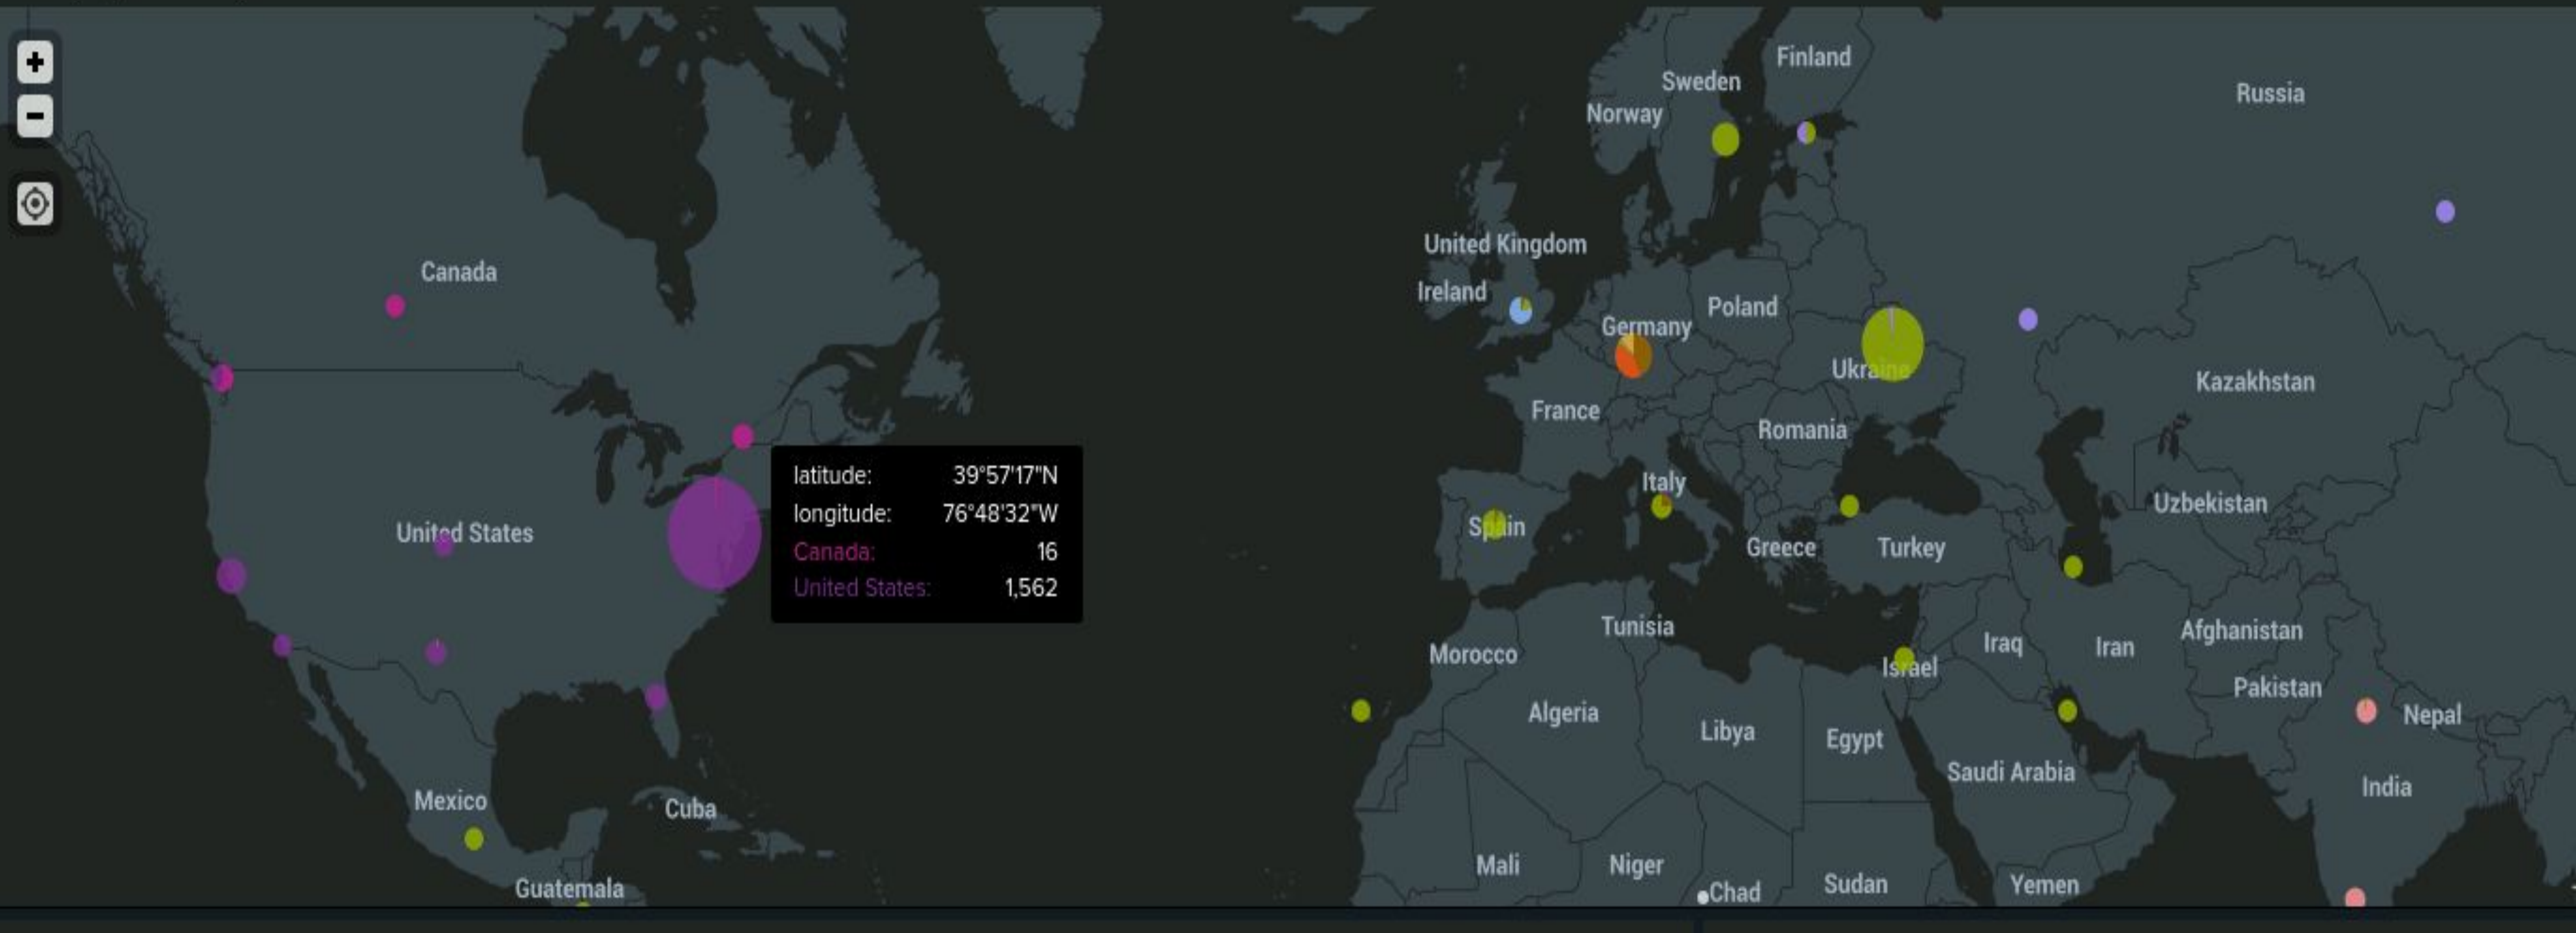 Finland
Sweden
Russia
Norway
United Kingdom
Canada
Ireland
Poland
Germany
Ukraine
Kazakhstan
France
Romania
latitude: 39°57'17"N
longitude: 76°48'32"W
Canada: 16
United States: 1,562
Italy
Uzbekistan
Spain
United States
Greece
Turkey
Tunisia
Afghanistan
Iraq
Iran
Morocco
Israel
Pakistan
Algeria
Nepal
Libya
Egypt
Saudi Arabia
India
Mexico
Cuba
Mali
Niger
Chad
Sudan
Yemen
Guatemala